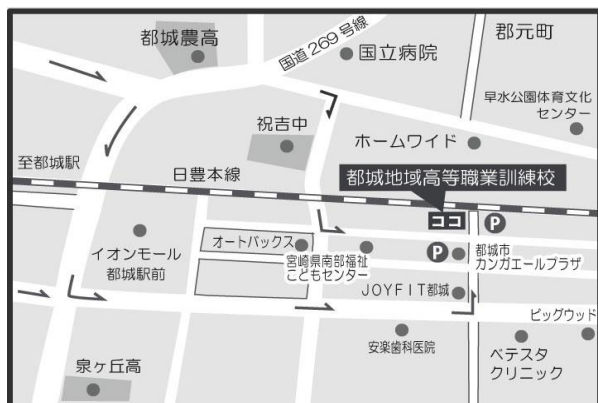 都城農高
国道269号線
国立病院
郡元町
早水公園体育文化
センター
祝吉中
ホームワイド
至都城駅
日豊本線
都城地域高等職業訓練校
ココ
P
イオンモール
都城駅前
オートバックス
宮崎県南部福祉
こどもセンター
P
都城市
カンガエールプラザ
JOYFIT都城
ビッグウッド
安楽歯科医院
ベテスタ
クリニック
泉ヶ丘高